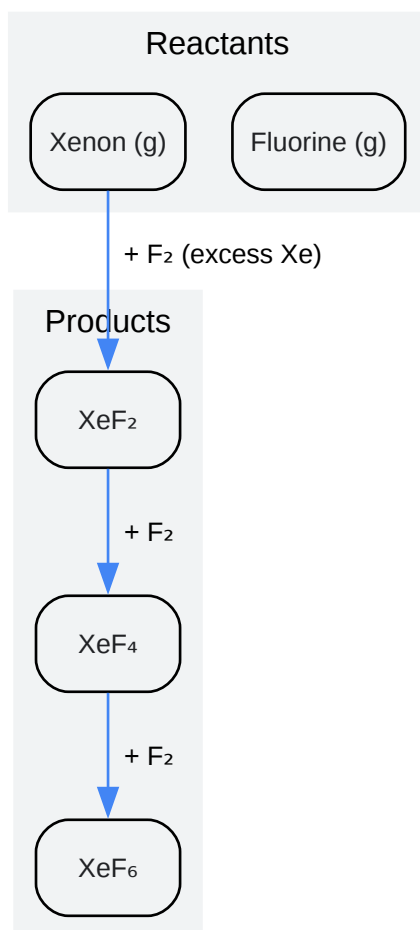 Reactants
Xenon (g) Fluorine (g)
+ F₂ (excess Xe)
Products
XeF₂
+ F₂
XeF₄
+ F₂
XeF₆